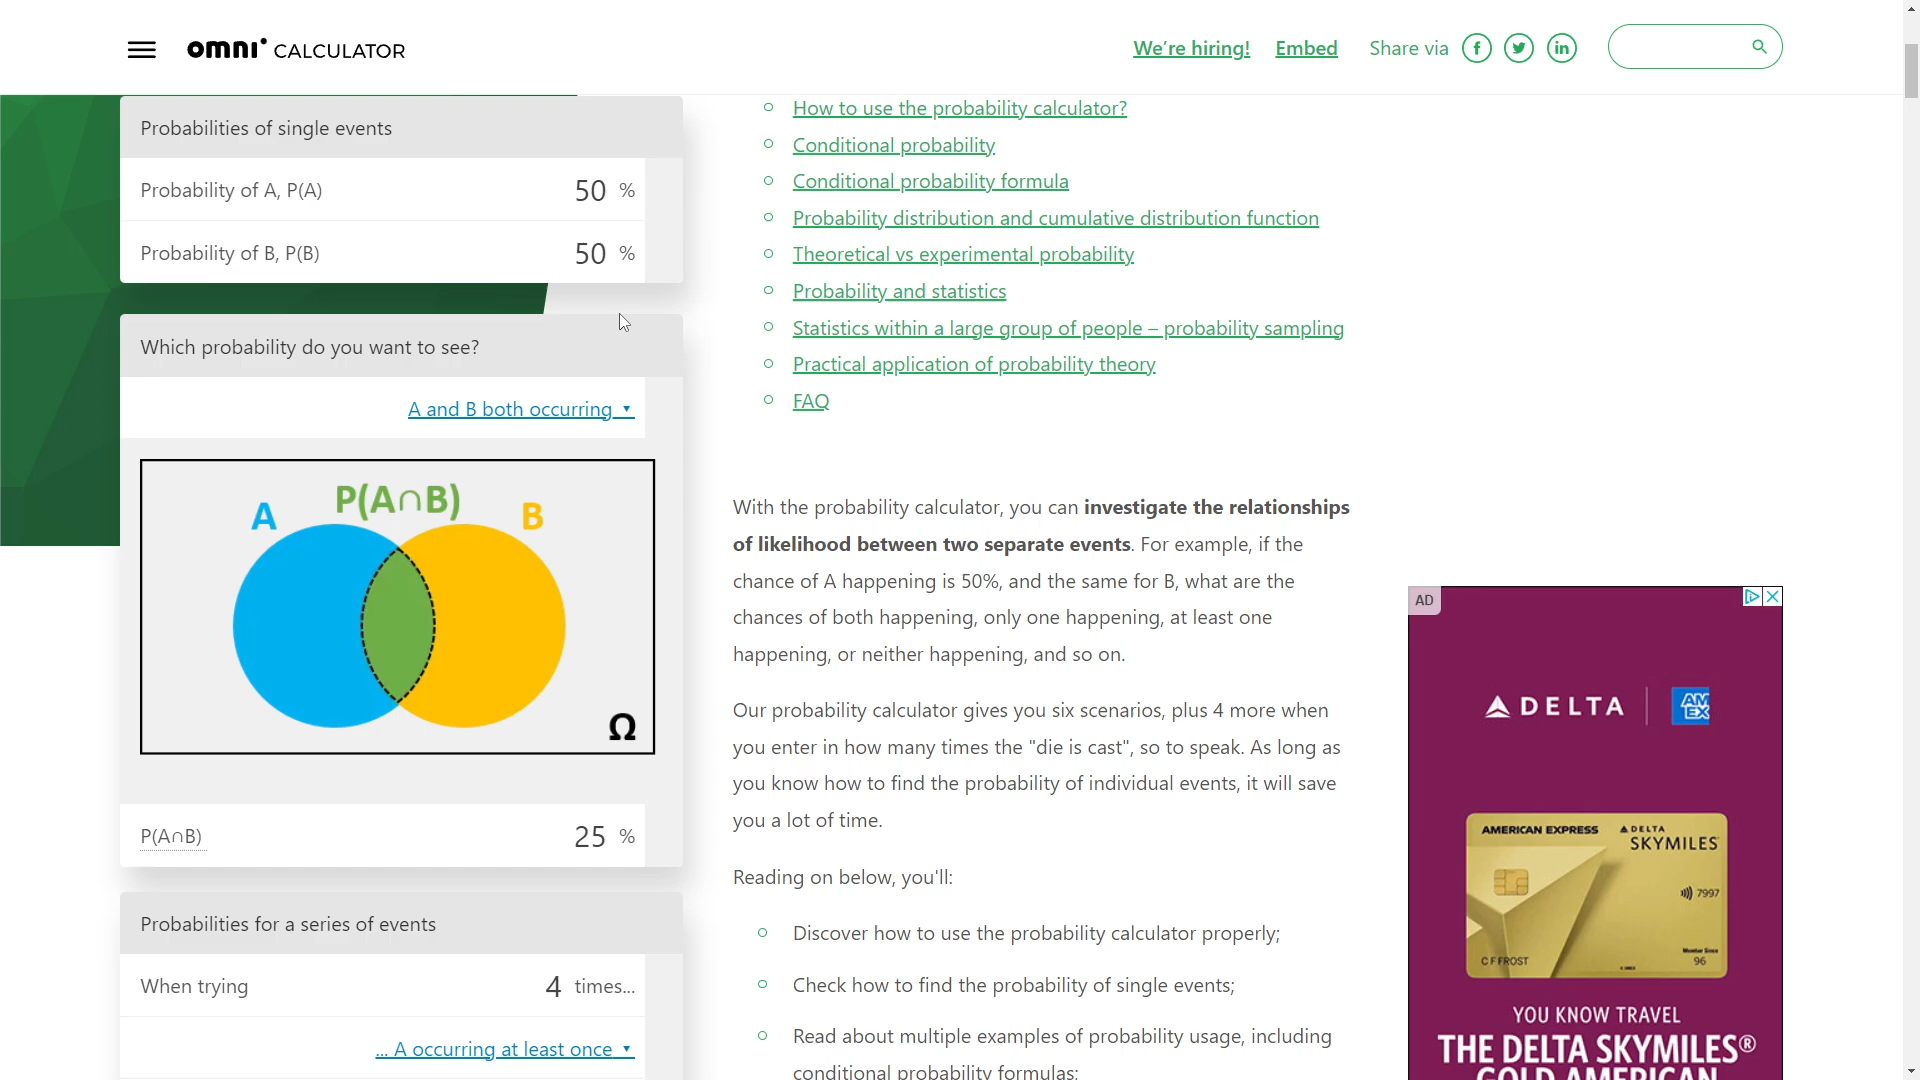 omni CALCULATOR
We're hiring!
Embed
Share via
Probabilities of single events
Probability of A, P(A)
50 %
Probability of B, P(B)
50 %
Which probability do you want to see?
A and B both occurring
A
P(A∩B)
B
Ω
P(A∩B)
25 %
Probabilities for a series of events
When trying
4 times...
... A occurring at least once
How to use the probability calculator?
Conditional probability
Conditional probability formula
Probability distribution and cumulative distribution function
Theoretical vs experimental probability
Probability and statistics
Statistics within a large group of people – probability sampling
Practical application of probability theory
FAQ
With the probability calculator, you can investigate the relationships
of likelihood between two separate events. For example, if the
chance of A happening is 50%, and the same for B, what are the
chances of both happening, only one happening, at least one
happening, or neither happening, and so on.
Our probability calculator gives you six scenarios, plus 4 more when
you enter in how many times the "die is cast", so to speak. As long as
you know how to find the probability of individual events, it will save
you a lot of time.
Reading on below, you'll:
Discover how to use the probability calculator properly;
Check how to find the probability of single events;
Read about multiple examples of probability usage, including
conditional probability formulas;
AD
DELTA
AM
EX
AMERICAN EXPRESS
DELTA
SKYMILES
7997
Member Since
C F FROST
96
YOU KNOW TRAVEL
THE DELTA SKYMILES®
GOLD AMERICAN